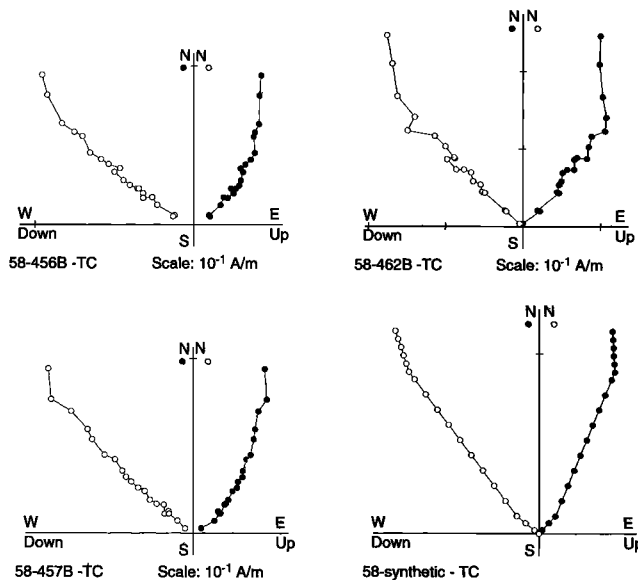 N N
W E
Down S Up
58-456B -TC Scale: 10⁻¹ A/m
N N
W E
Down S Up
58-462B -TC Scale: 10⁻¹ A/m
N N
W E
Down S Up
58-457B -TC Scale: 10⁻¹ A/m
N N
W E
Down S Up
58-synthetic - TC